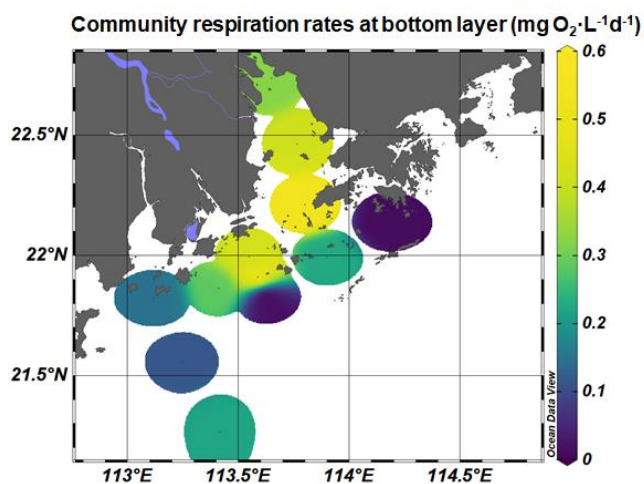 Community respiration rates at bottom layer (mg O₂·L⁻¹d⁻¹)
0.6
22.5°N
0.5
0.4
22°N
0.3
0.2
21.5°N
0.1
Ocean Data View
0
113°E 113.5°E 114°E 114.5°E